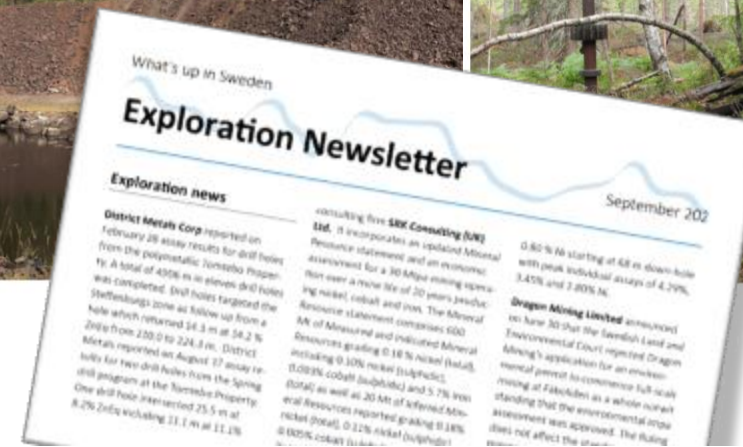 What's up in Sweden
Exploration Newsletter
September 202
Exploration news
District Metals Corp reported on
February 28 assay results for drill holes
from the polymetallic Tomtebo Proper-
ty. A total of 4396 m in eleven drill holes
was completed. Drill holes targeted the
Steffenburgs zone as follow up from a
hole which returned 14.3 m at 14.2 %
ZnEq from 210.0 to 224.3 m. District
Metals reported on August 17 assay re-
sults for two drill holes from the Spring
drill program at the Tomtebo Property.
One drill hole intersected 25.5 m at
8.2% ZnEq including 11.1 m at 11.1%
consulting firm SRK Consulting (UK)
Ltd. It incorporates an updated Mineral
Resource statement and an economic
assessment for a 30 Mtpa mining opera-
tion over a mine life of 20 years produc-
ing nickel, cobalt and iron. The Mineral
Resource statement comprises 600
Mt of Measured and Indicated Mineral
Resources grading 0.18 % nickel (total),
including 0.10% nickel (sulphidic),
0.003% cobalt (sulphidic) and 5.7% iron
(total) as well as 20 Mt of Inferred Min-
eral Resources reported grading 0.18%
nickel (total), 0.11% nickel (sulphidic)
0.005% cobalt (sulphidic)
0.80 % Ni starting at 68 m down-hole
with peak individual assays of 4.29%,
3.45% and 2.80% Ni.
Dragon Mining Limited announced
on June 30 that the Swedish Land and
Environmental Court rejected Dragon
Mining's application for an environ-
mental permit to commence full-scale
mining at Fäboliden as a whole notwith-
standing that the environmental impa
assessment was approved. The
does not affect the